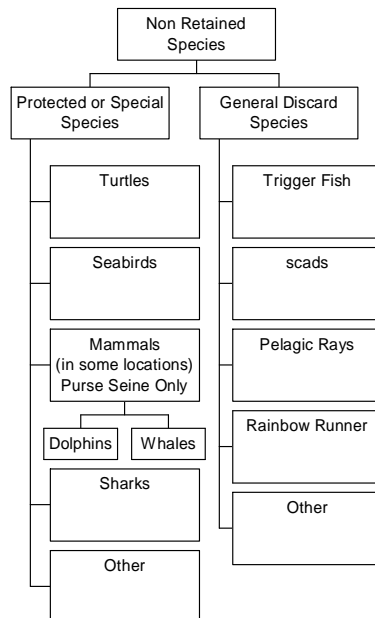 Non Retained
Species
Protected or Special
Species
Turtles
Seabirds
Mammals
(in some locations)
Purse Seine Only
Dolphins
Whales
Sharks
Other
General Discard
Species
Trigger Fish
scads
Pelagic Rays
Rainbow Runner
Other